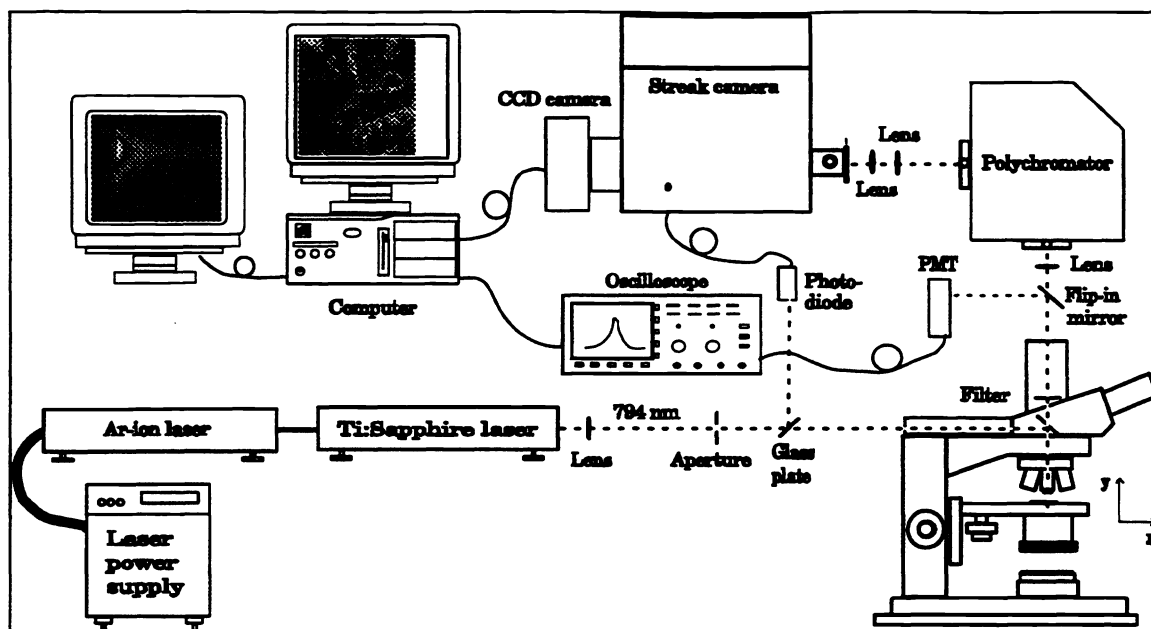 Streak camera
CCD camera
Lens
Lens
Polychromator
Computer
Oscilloscope
Photo-
diode
PMT
Lens
Flip-in
mirror
Filter
Ar-ion laser
Ti:Sapphire laser
794 nm
Lens
Aperture
Glass
plate
y
Laser
power
supply